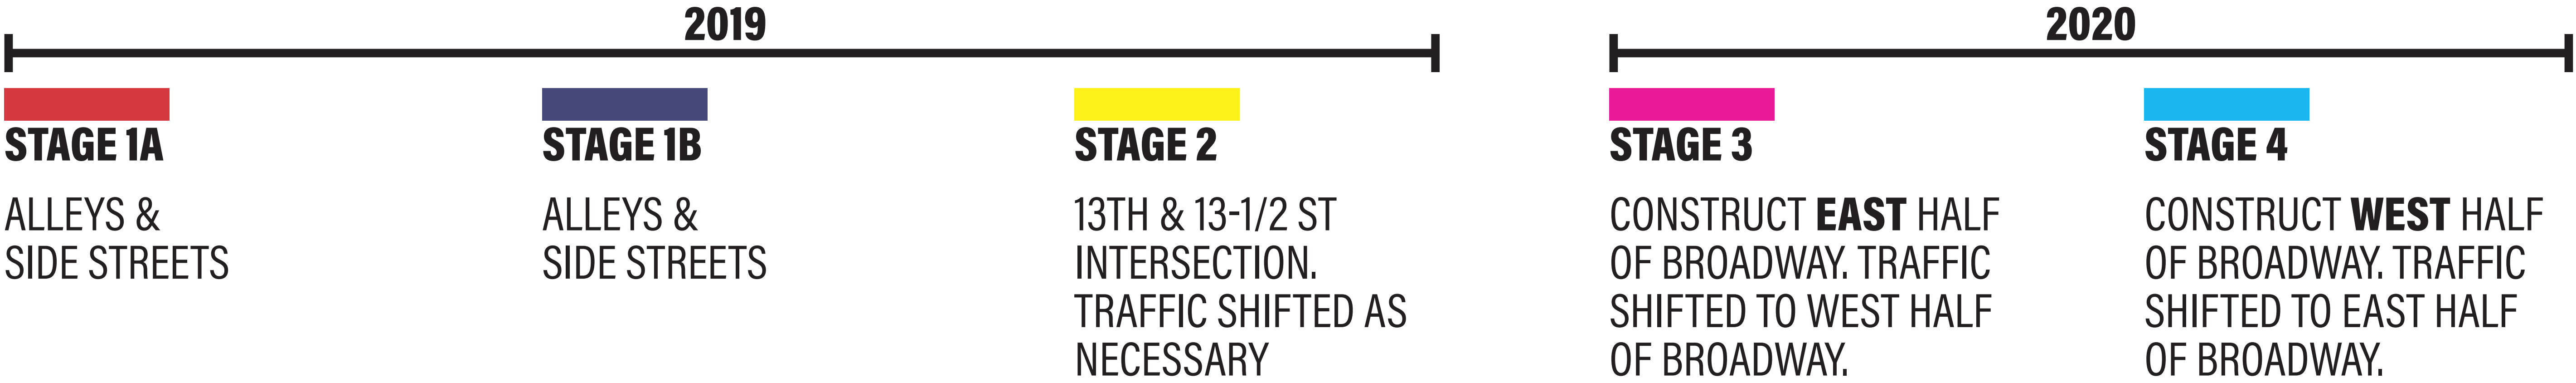 2019
STAGE 1A
ALLEYS &
SIDE STREETS
STAGE 1B
ALLEYS &
SIDE STREETS
STAGE 2
13TH & 13-1/2 ST
INTERSECTION.
TRAFFIC SHIFTED AS
NECESSARY
2020
STAGE 3
CONSTRUCT EAST HALF
OF BROADWAY. TRAFFIC
SHIFTED TO WEST HALF
OF BROADWAY.
STAGE 4
CONSTRUCT WEST HALF
OF BROADWAY. TRAFFIC
SHIFTED TO EAST HALF
OF BROADWAY.